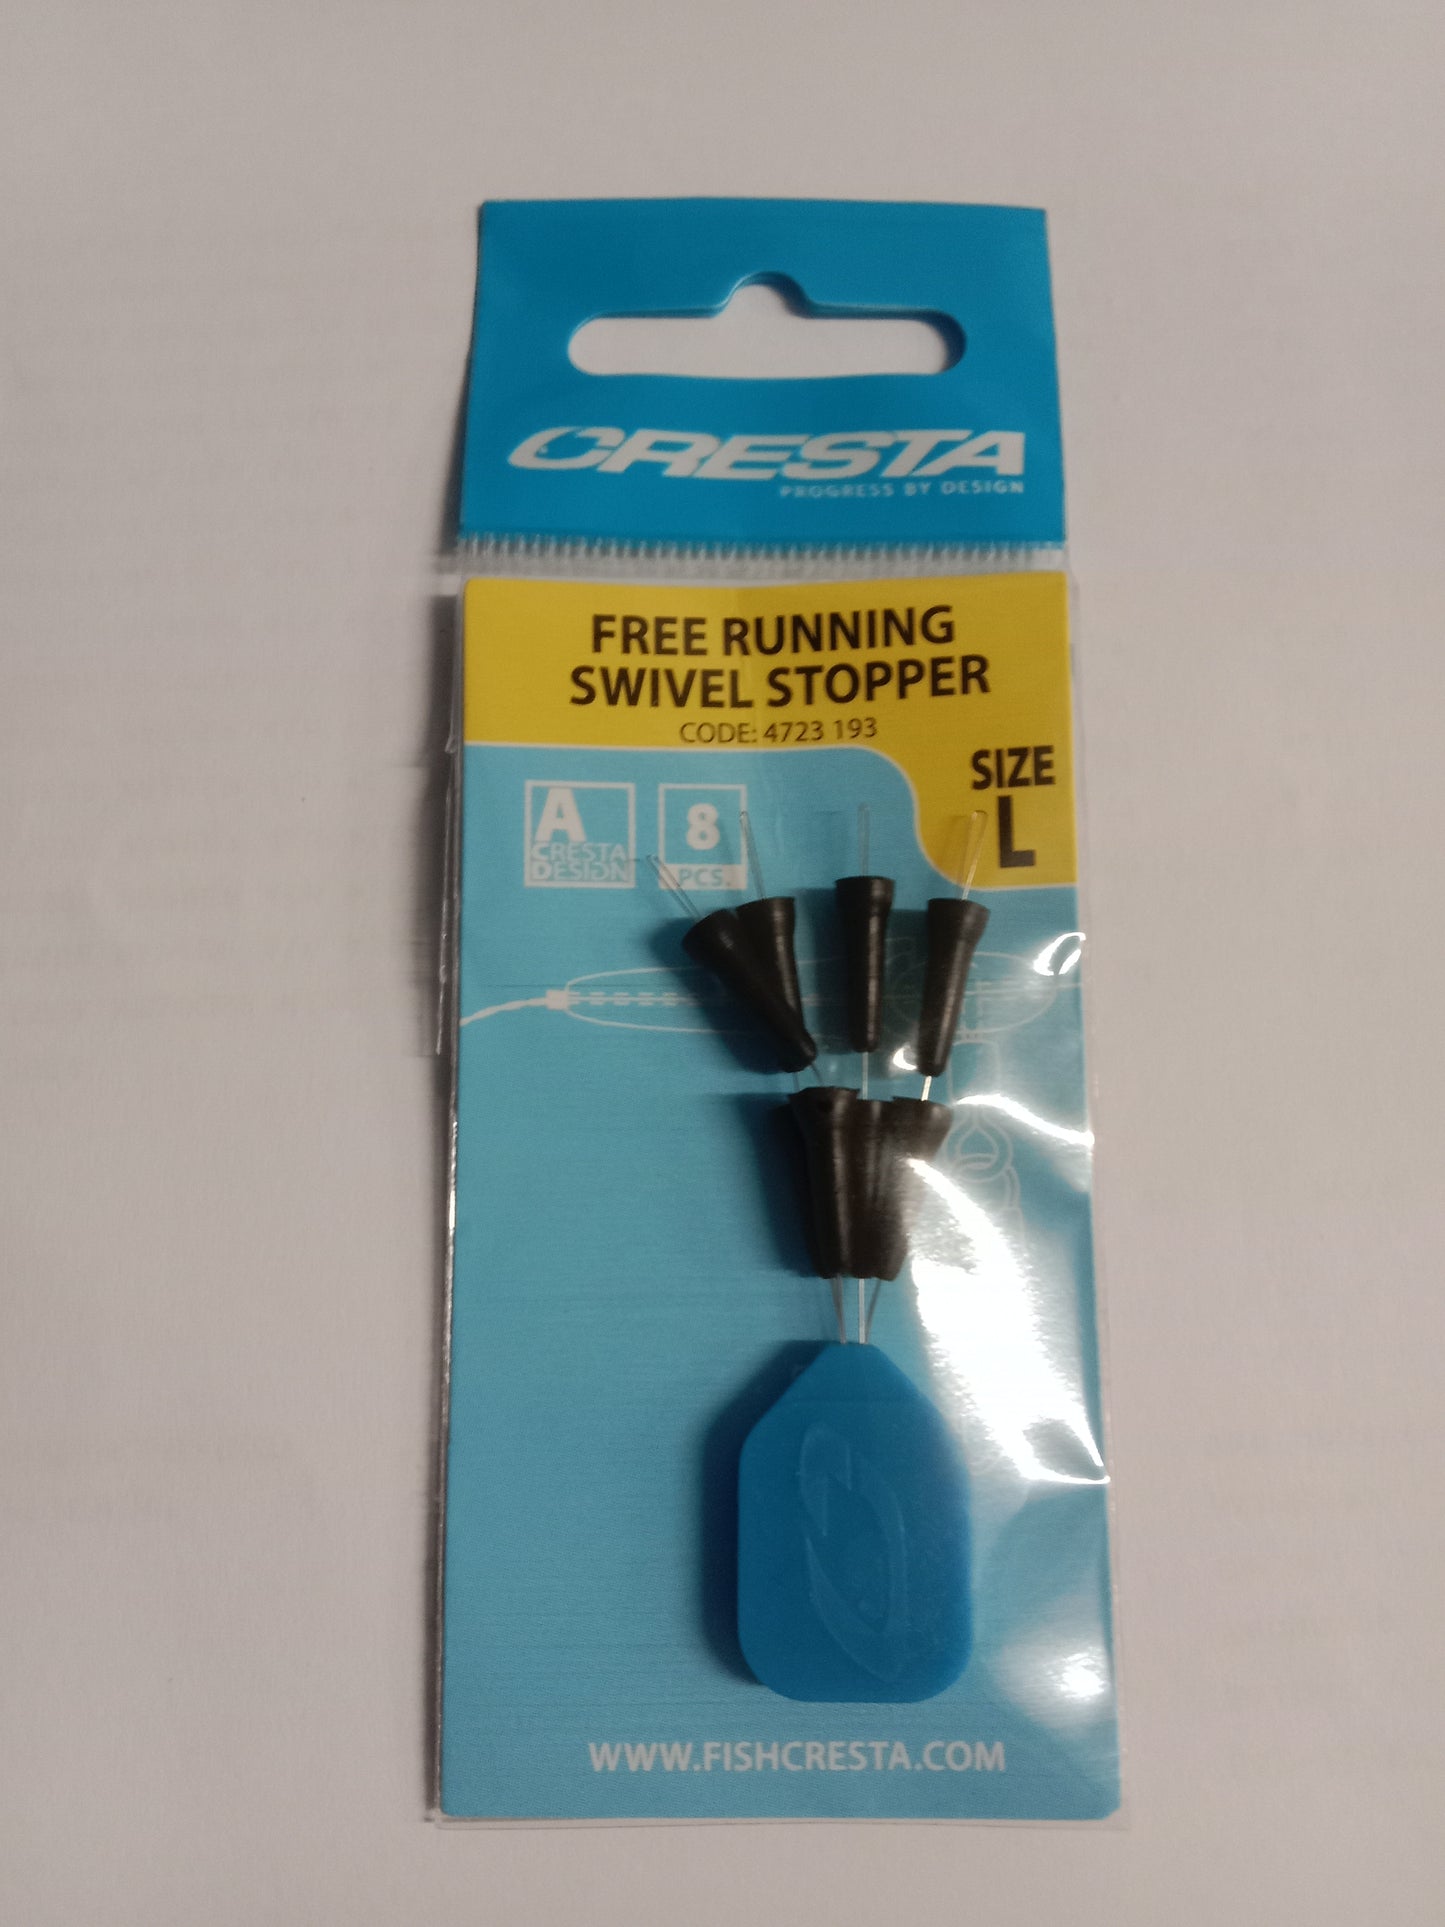 CRESTA
PROGRESS BY DESIGN
FREE RUNNING
SWIVEL STOPPER
CODE: 4723 193
SIZE
L
A
CRESTA
DESIGN
8
PCS.
WWW.FISHCRESTA.COM